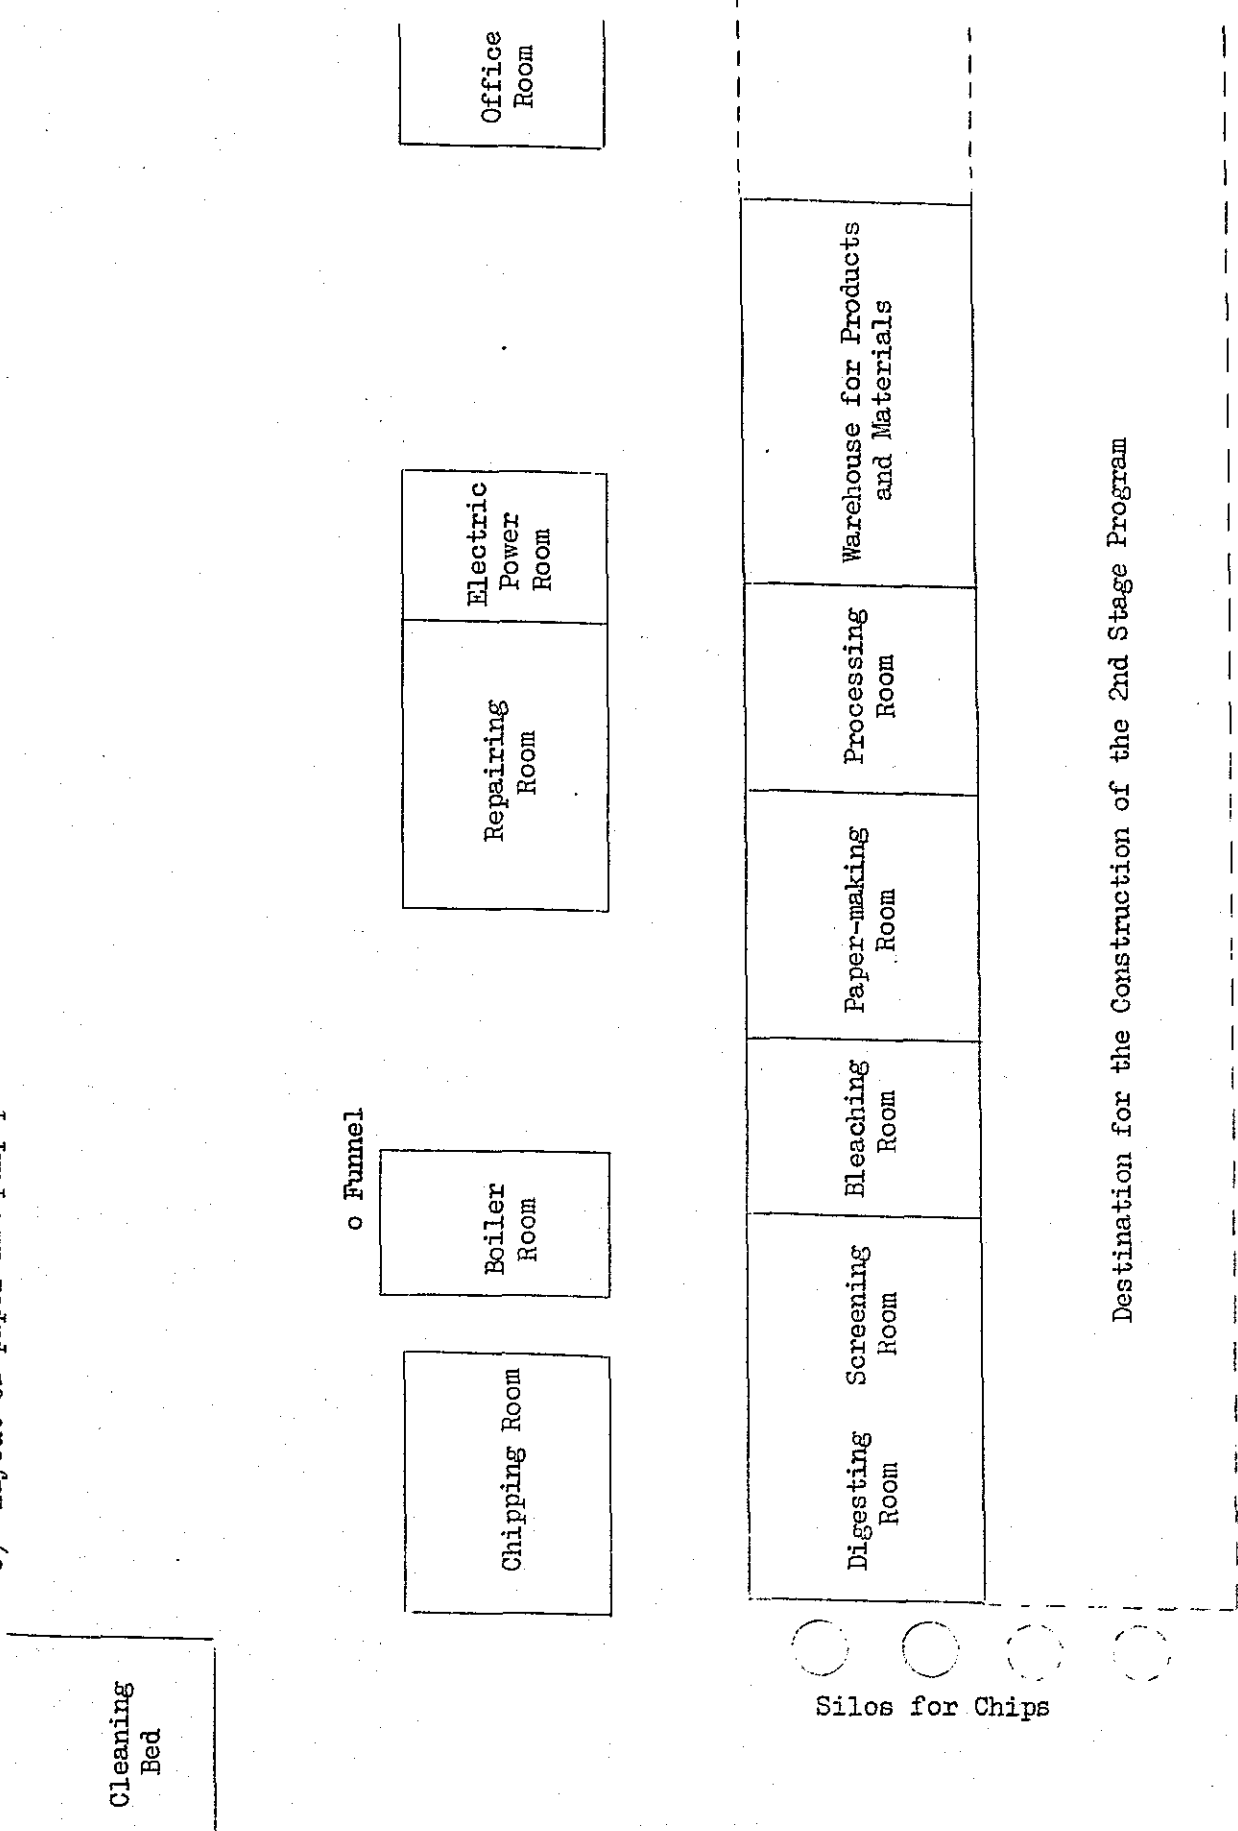 Cleaning
Bed
o Funnel
Chipping Room
Boiler
Room
Repairing
Room
Electric
Power
Room
Office
Room
Silos for Chips
Digesting
Room
Screening
Room
Bleaching
Room
Paper-making
Room
Processing
Room
Warehouse for Products
and Materials
Destination for the Construction of the 2nd Stage Program